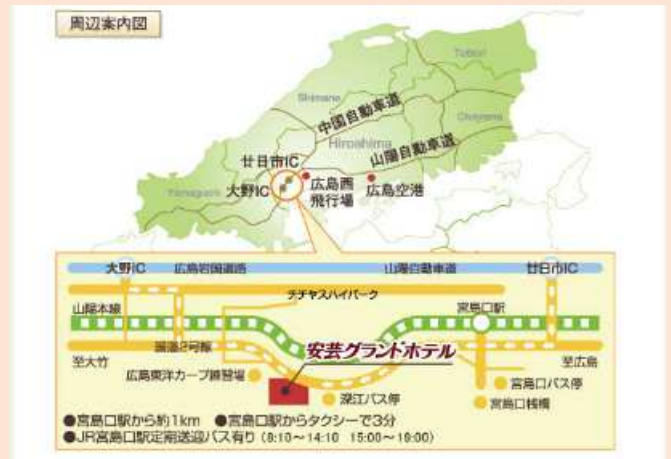 周辺案内図
Tottori
Shimane
中国自動車道
Okayama
Hiroshima
山陽自動車道
廿日市IC
Yamaguchi
大野IC
広島西
飛行場
広島空港
大野IC
広島岩国道路
山陽自動車道
廿日市IC
チチヤスハイパーク
山陽本線
宮島口駅
国道2号線
安芸グランドホテル
至大竹
至広島
広島東洋カープ練習場
深江バス停
宮島口バス停
宮島口桟橋
●宮島口駅から約1km ●宮島口駅からタクシーで3分
●JR宮島口駅定期送迎バス有り (9:10～14:10 15:00～19:00)